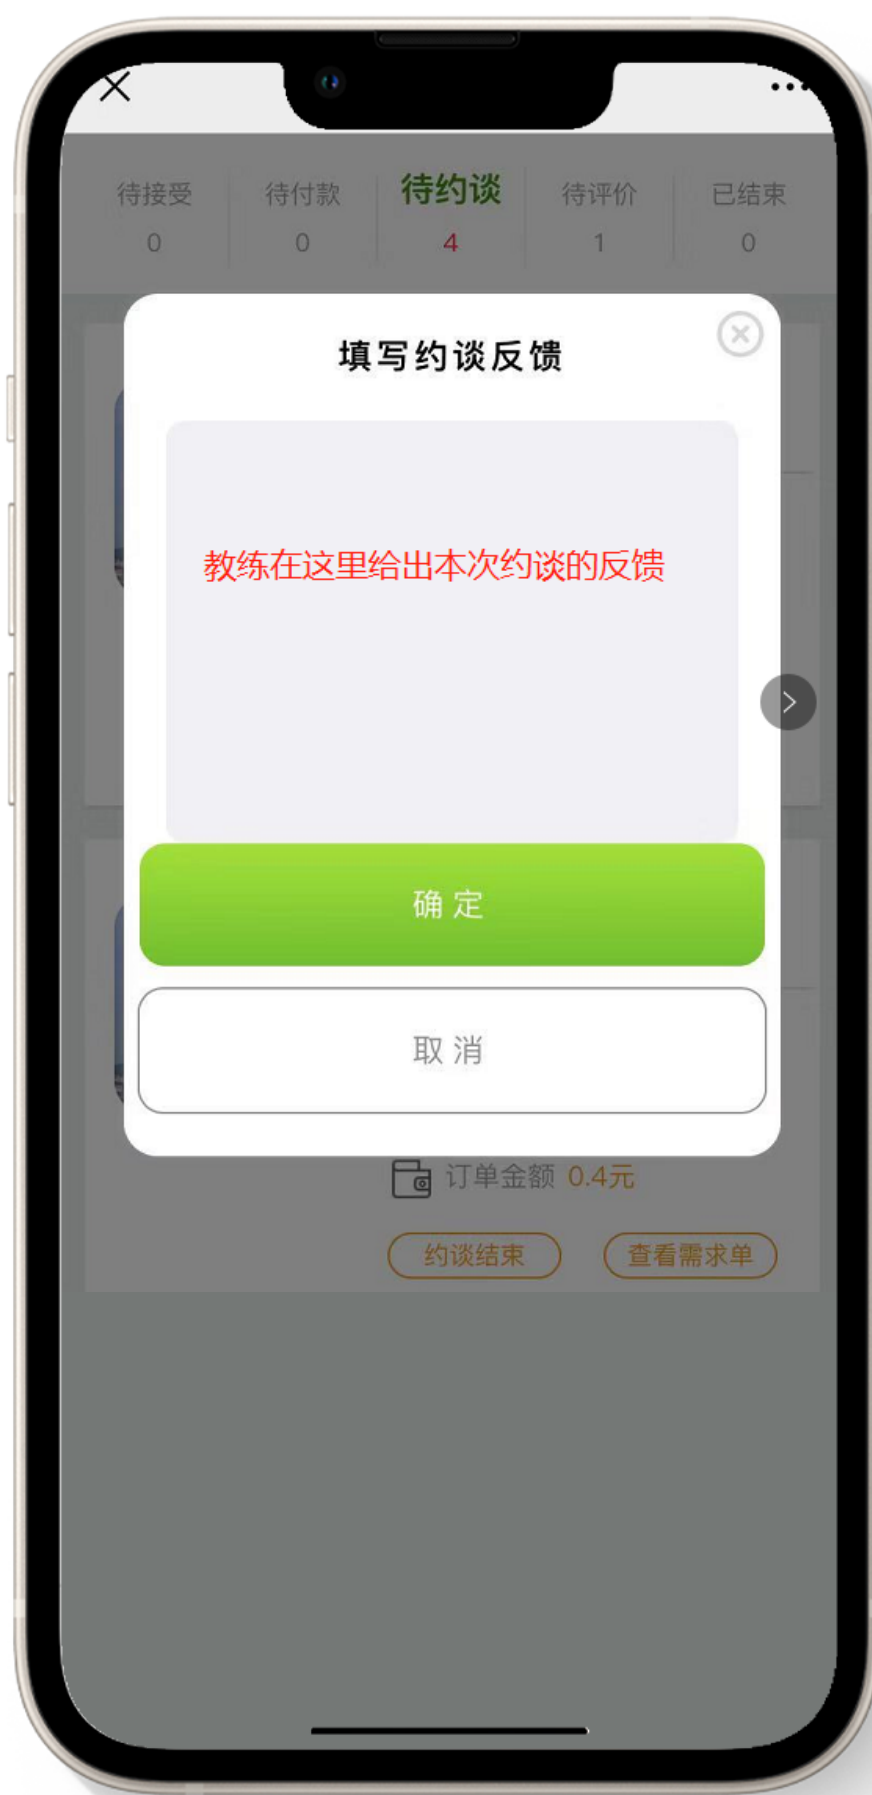 待接受 待付款 待约谈 待评价 已结束
0 0 4 1 0
填写约谈反馈
教练在这里给出本次约谈的反馈
确定
取消
订单金额 0.4元
约谈结束 查看需求单